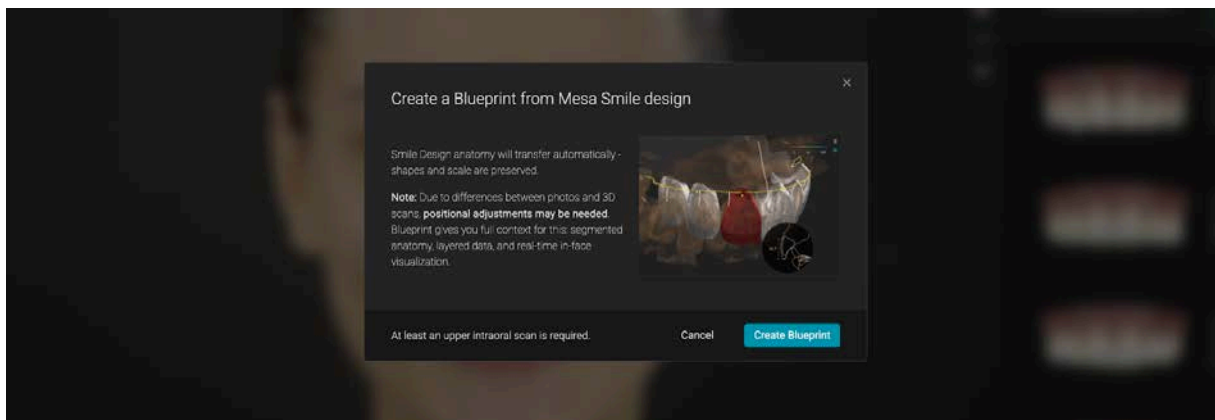 Create a Blueprint from Mesa Smile design
Smile Design anatomy will transfer automatically -
shapes and scale are preserved.
Note: Due to differences between photos and 3D
scans, positional adjustments may be needed.
Blueprint gives you full context for this: segmented
anatomy, layered data, and real-time in-face
visualization.
At least an upper intraoral scan is required.
Cancel
Create Blueprint